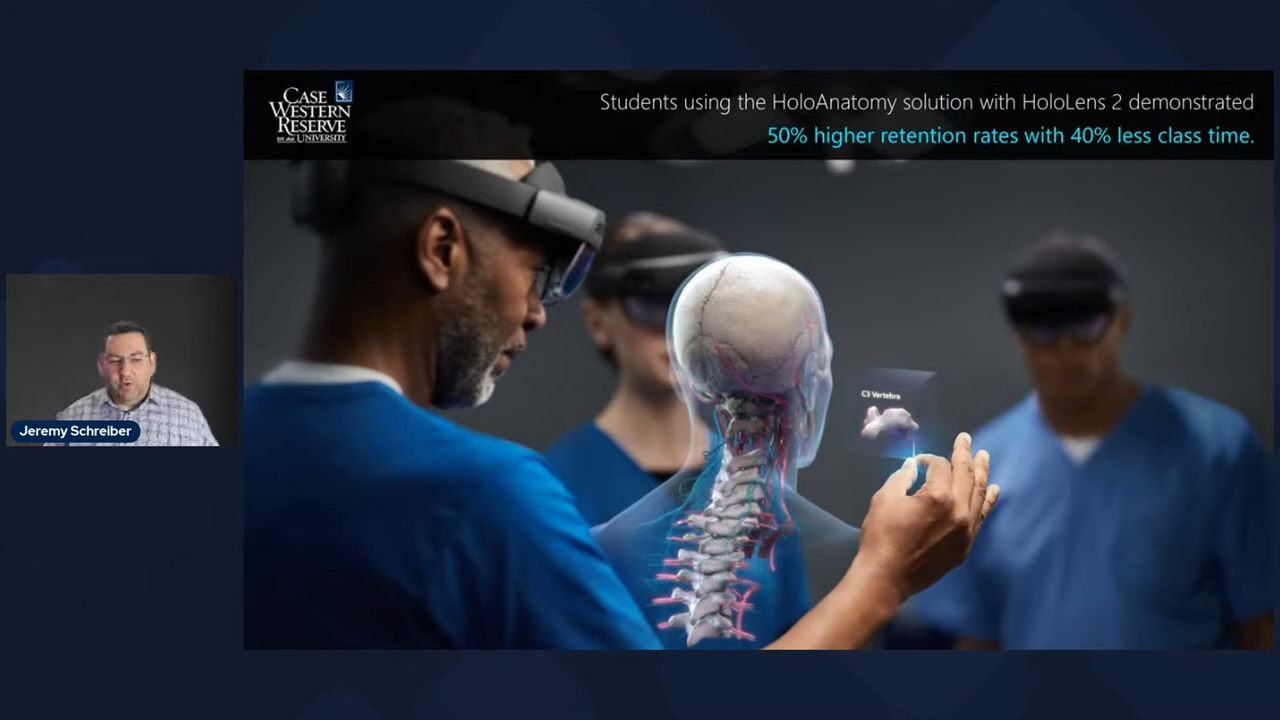 CASE
WESTERN
RESERVE
UNIVERSITY
Students using the HoloAnatomy solution with HoloLens 2 demonstrated
50% higher retention rates with 40% less class time.
C3 Vertebra
Jeremy Schreiber